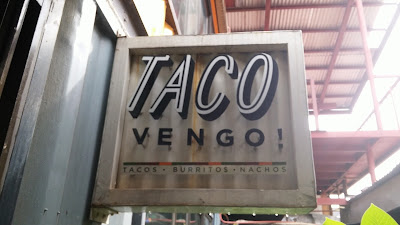 TACO
VENGO!
TACOS • BURRITOS • NACHOS